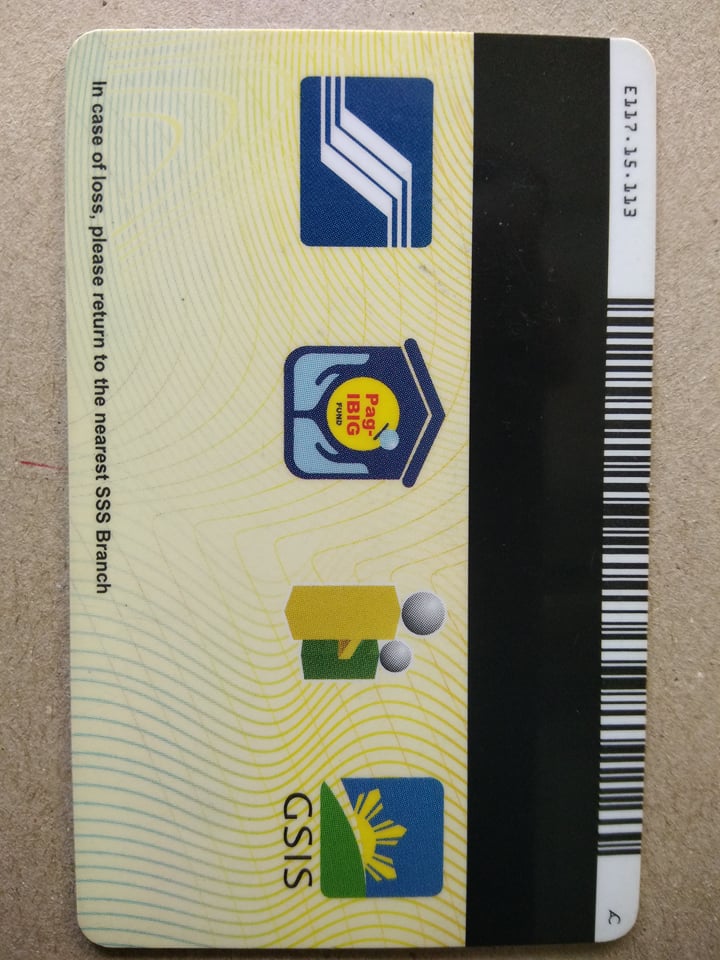 E117.15.113
Pag-
IBIG
FUND
GSIS
In case of loss, please return to the nearest SSS Branch